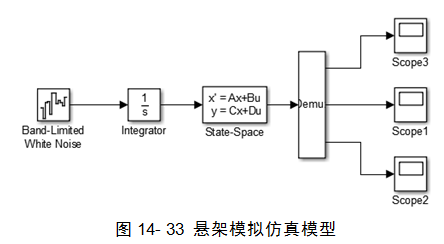 Scope3
1
s
x' = Ax+Bu
y = Cx+Du
Demu
Band-Limited
White Noise
Integrator
State-Space
Scope1
Scope2
图 14- 33 悬架模拟仿真模型